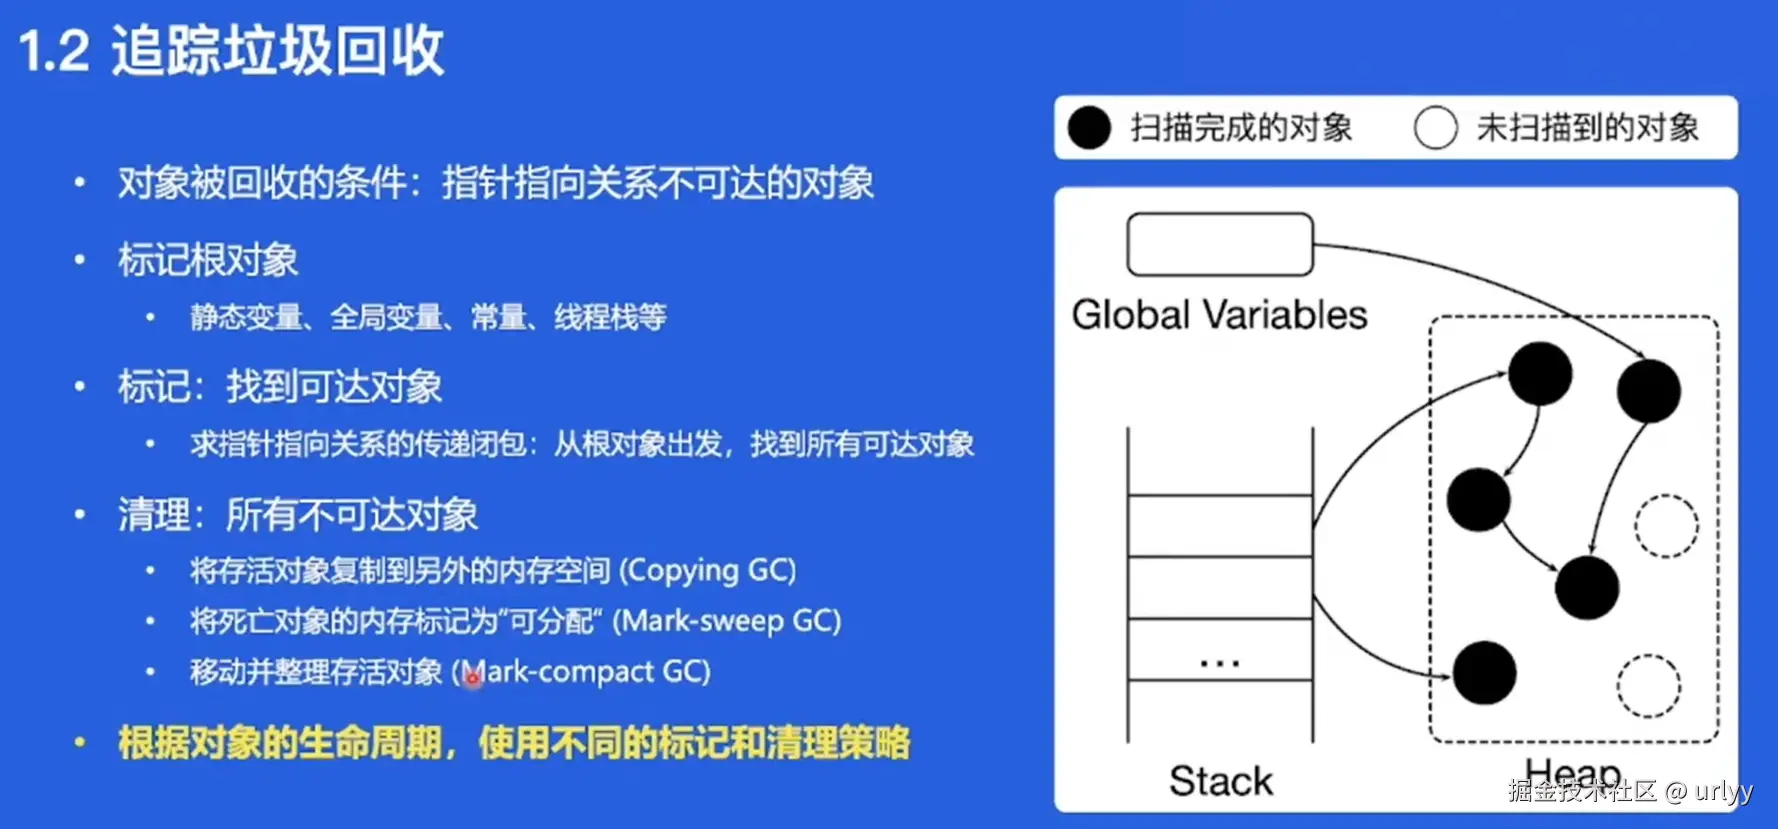 1.2 追踪垃圾回收
• 对象被回收的条件：指针指向关系不可达的对象
• 标记根对象
• 静态变量、全局变量、常量、线程栈等
• 标记：找到可达对象
• 求指针指向关系的传递闭包：从根对象出发，找到所有可达对象
• 清理：所有不可达对象
• 将存活对象复制到另外的内存空间 (Copying GC)
• 将死亡对象的内存标记为"可分配" (Mark-sweep GC)
• 移动并整理存活对象 (Mark-compact GC)
• 根据对象的生命周期，使用不同的标记和清理策略
扫描完成的对象
未扫描到的对象
Global Variables
...
Stack
Heap
掘金技术社区 @ urlyy